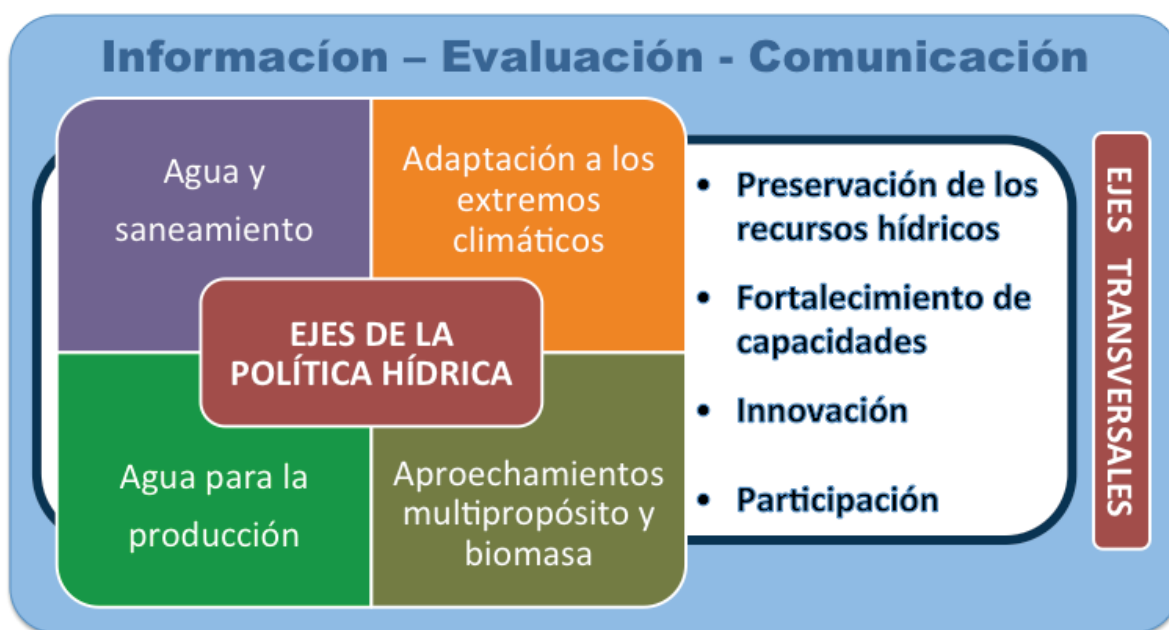 Informacíon – Evaluación - Comunicación
Agua y
saneamiento
Adaptación a los
extremos
climáticos
EJES DE LA
POLÍTICA HÍDRICA
Agua para la
producción
Aproechamientos
multipropósito y
biomasa
• Preservación de los
recursos hídricos
• Fortalecimiento de
capacidades
• Innovación
• Participación
EJES TRANSVERSALES